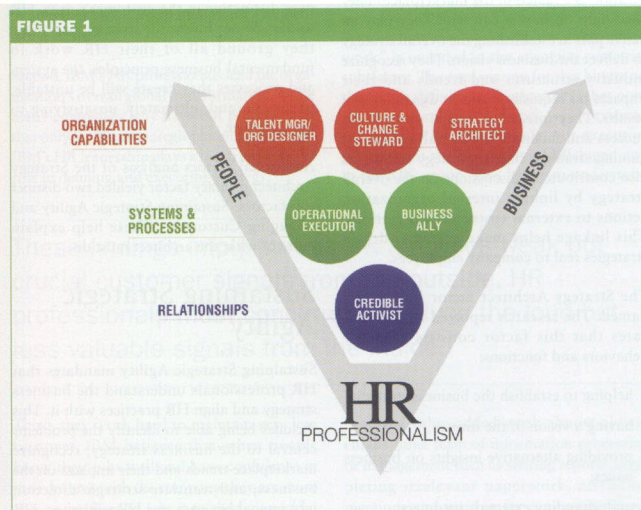 FIGURE 1
ORGANIZATION
CAPABILITIES
TALENT MGR/
ORG DESIGNER
CULTURE &
CHANGE
STEWARD
STRATEGY
ARCHITECT
PEOPLE
BUSINESS
SYSTEMS &
PROCESSES
OPERATIONAL
EXECUTOR
BUSINESS
ALLY
RELATIONSHIPS
CREDIBLE
ACTIVIST
HR
PROFESSIONALISM